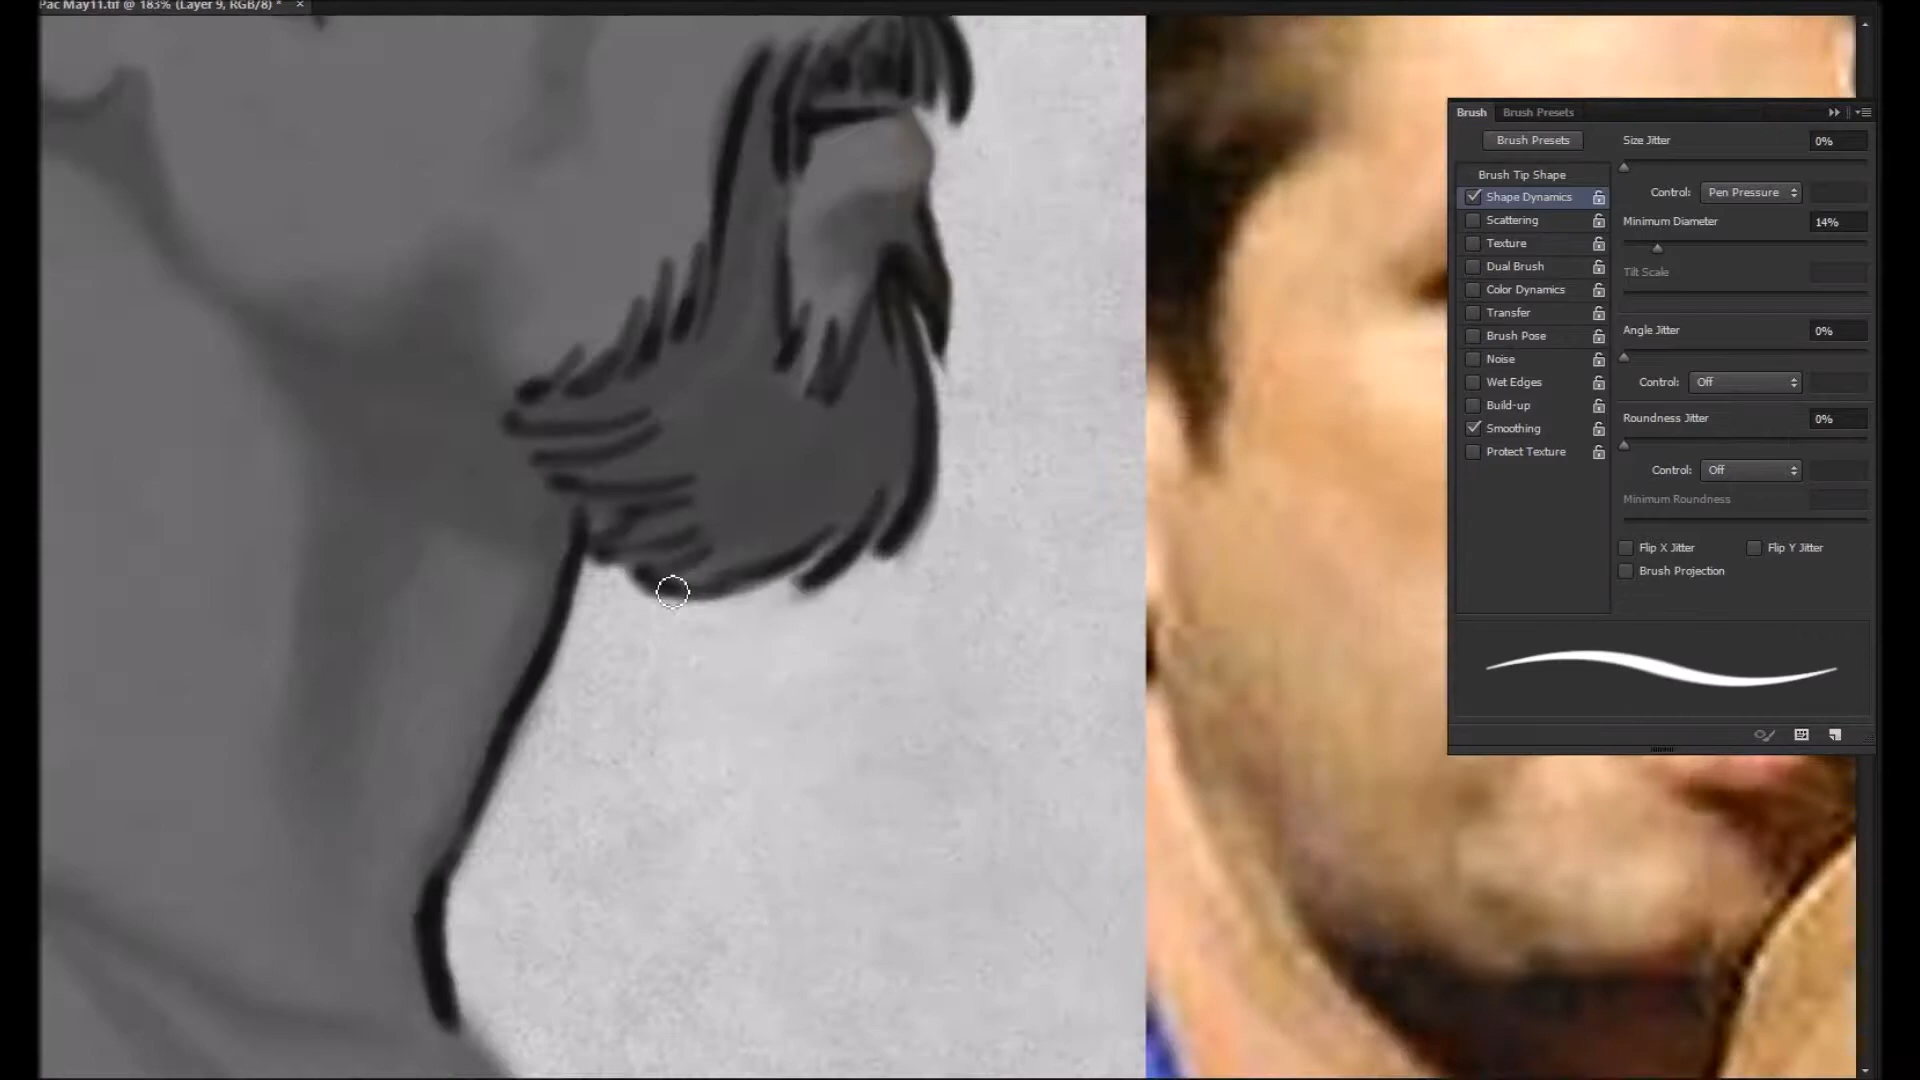 Pac May11.tif @ 183% (Layer 9, RGB/8) * ×
Brush Brush Presets
Brush Presets
Size Jitter 0%
Brush Tip Shape
Shape Dynamics
Control: Pen Pressure
Scattering
Minimum Diameter 14%
Texture
Dual Brush
Tilt Scale
Color Dynamics
Transfer
Angle Jitter 0%
Brush Pose
Noise
Control: Off
Wet Edges
Build-up
Roundness Jitter 0%
Smoothing
Protect Texture
Control: Off
Minimum Roundness
Flip X Jitter Flip Y Jitter
Brush Projection